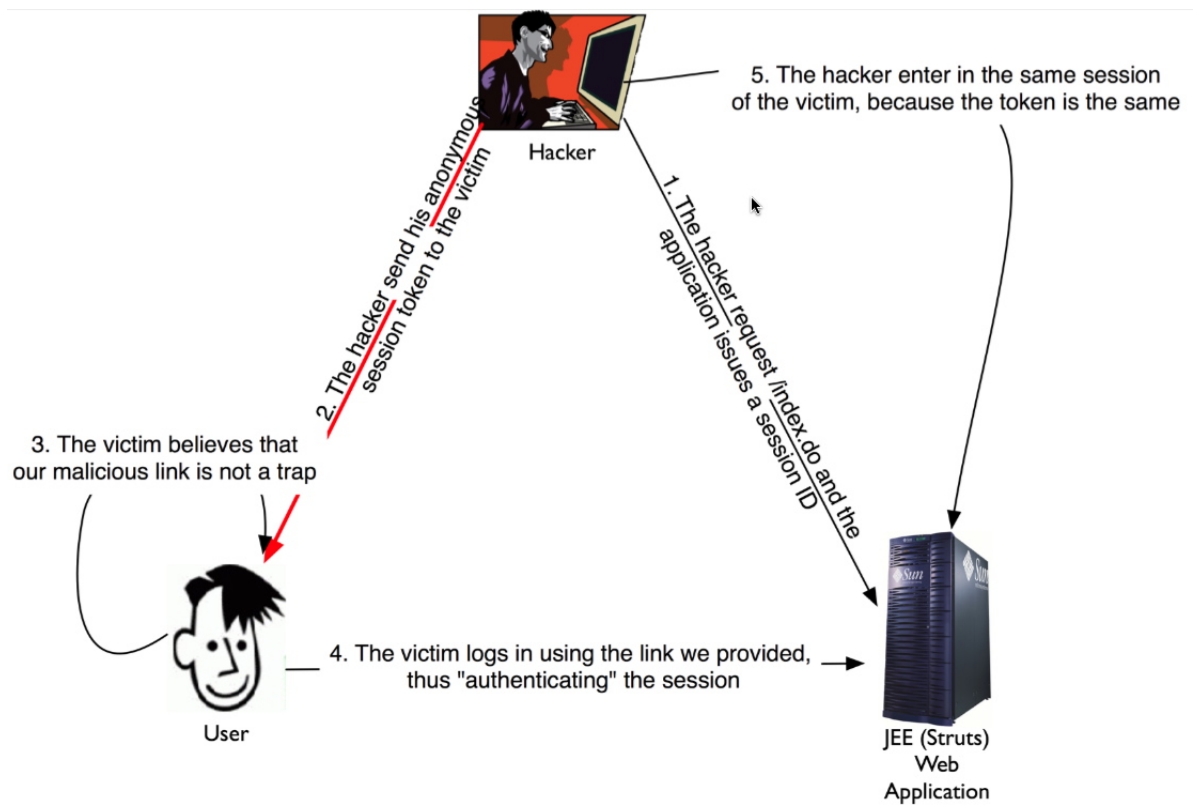 Hacker
5. The hacker enter in the same session
of the victim, because the token is the same
1. The hacker request /index.do and the
application issues a session ID
2. The hacker send his anonymous
session token to the victim
3. The victim believes that
our malicious link is not a trap
4. The victim logs in using the link we provided,
thus "authenticating" the session
User
Sun
Sun
JEE (Struts)
Web
Application